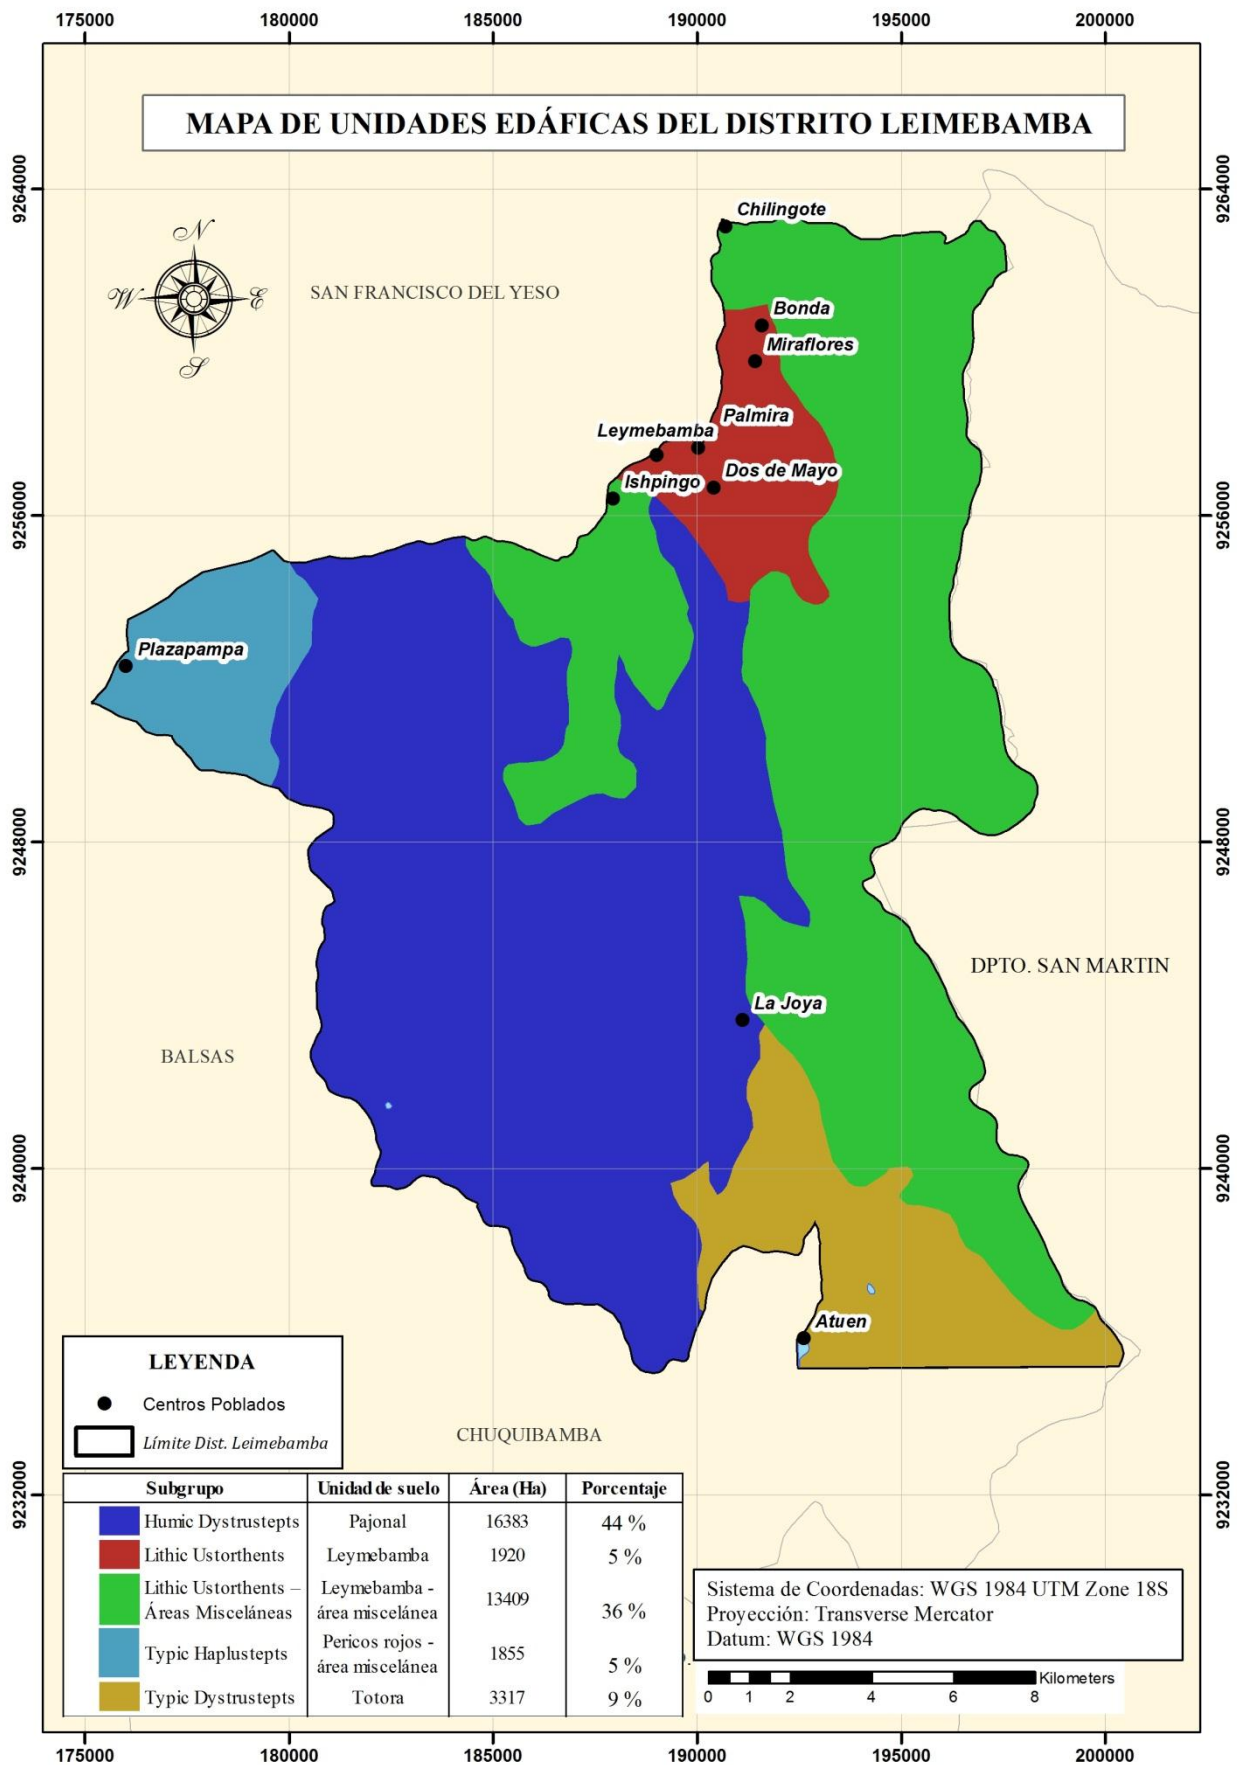 175000 180000 185000 190000 195000 200000
MAPA DE UNIDADES EDÁFICAS DEL DISTRITO LEIMEBAMBA
9264000 9264000
N
W E
S
SAN FRANCISCO DEL YESO
Chilingote
Bonda
Miraflores
Palmira
Leymebamba
Dos de Mayo
Ishpingo
9256000 9256000
Plazapampa
9248000 9248000
DPTO. SAN MARTIN
La Joya
BALSAS
9240000 9240000
Atuen
LEYENDA
Centros Poblados
Límite Dist. Leimebamba
CHUQUIBAMBA
9232000 9232000
Subgrupo Unidad de suelo Área (Ha) Porcentaje
Humic Dystrustepts Pajonal 16383 44 %
Lithic Ustorthents Leymebamba 1920 5 %
Lithic Ustorthents – Leymebamba -
Áreas Misceláneas área miscelánea 13409 36 %
Typic Haplustepts Pericos rojos -
área miscelánea 1855 5 %
Typic Dystrustepts Totora 3317 9 %
Sistema de Coordenadas: WGS 1984 UTM Zone 18S
Proyección: Transverse Mercator
Datum: WGS 1984
Kilometers
0 1 2 4 6 8
175000 180000 185000 190000 195000 200000